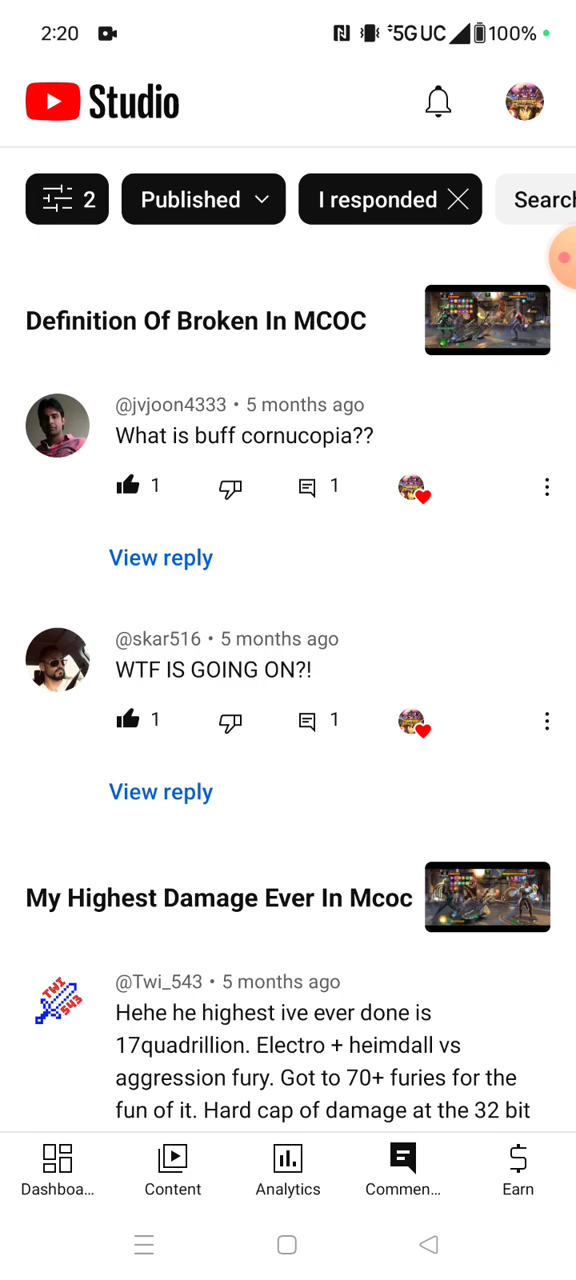 2:20 5G UC 100%
Studio
2 Published I responded Search
Definition Of Broken In MCOC
@jvjoon4333 • 5 months ago
What is buff cornucopia??
1 1
View reply
@skar516 • 5 months ago
WTF IS GOING ON?!
1 1
View reply
My Highest Damage Ever In Mcoc
TWI
543
@Twi_543 • 5 months ago
Hehe he highest ive ever done is
17quadrillion. Electro + heimdall vs
aggression fury. Got to 70+ furies for the
fun of it. Hard cap of damage at the 32 bit
Dashboa... Content Analytics Commen... Earn